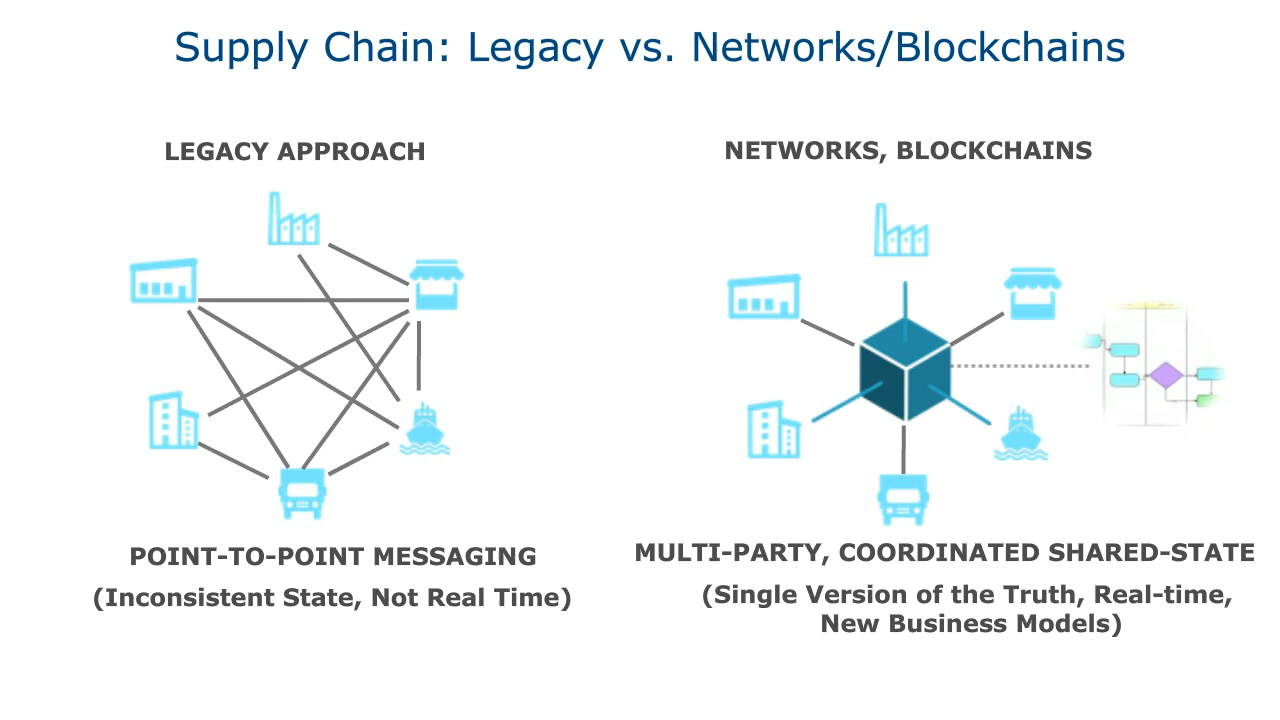 Supply Chain: Legacy vs. Networks/Blockchains
LEGACY APPROACH
POINT-TO-POINT MESSAGING
(Inconsistent State, Not Real Time)
NETWORKS, BLOCKCHAINS
MULTI-PARTY, COORDINATED SHARED-STATE
(Single Version of the Truth, Real-time,
New Business Models)